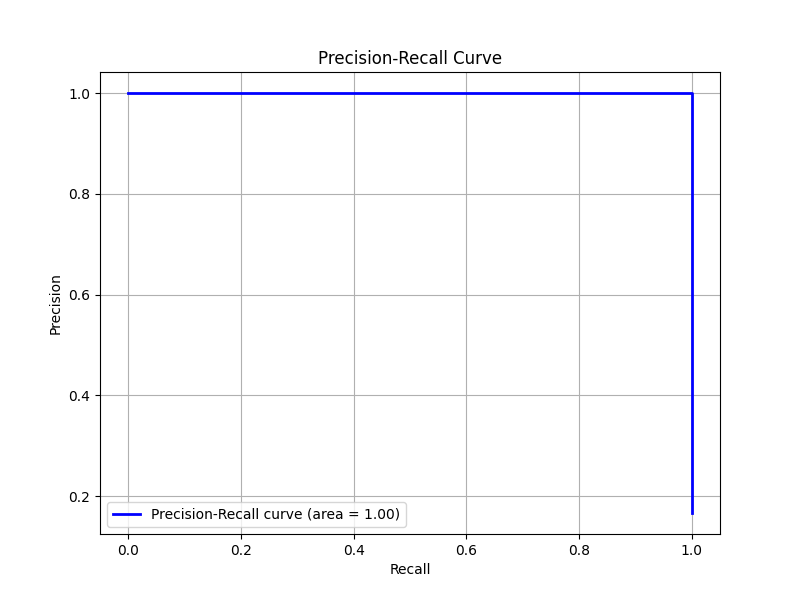 Precision-Recall Curve
1.0
0.8
0.6
0.4
0.2
Precision
Precision-Recall curve (area = 1.00)
0.0 0.2 0.4 0.6 0.8 1.0
Recall